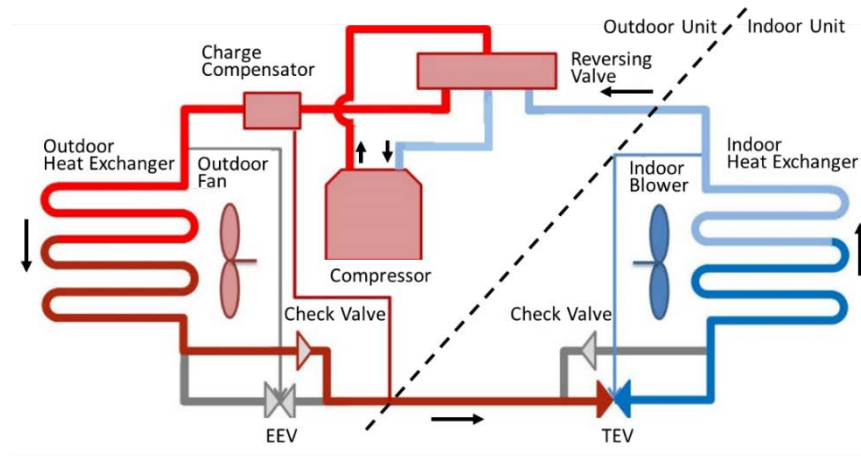 Outdoor Unit
Indoor Unit
Charge
Compensator
Reversing
Valve
Outdoor
Heat Exchanger
Outdoor
Fan
Indoor
Blower
Indoor
Heat Exchanger
Compressor
Check Valve
Check Valve
EEV
TEV